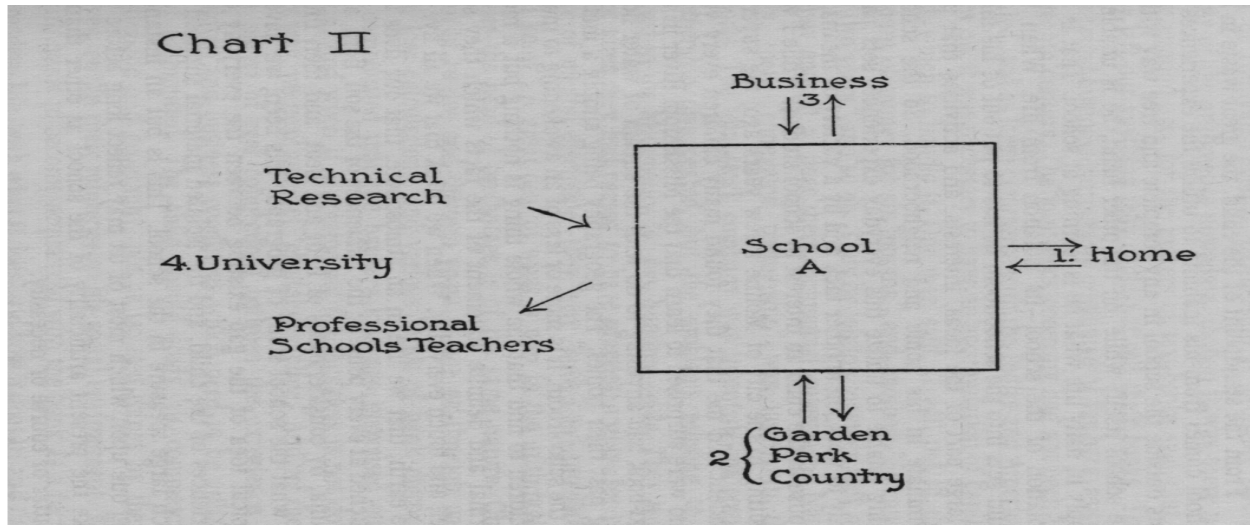 Chart II
Business
3
Technical
Research
School
A
4. University
1. Home
Professional
Schools Teachers
2 { Garden
Park
Country